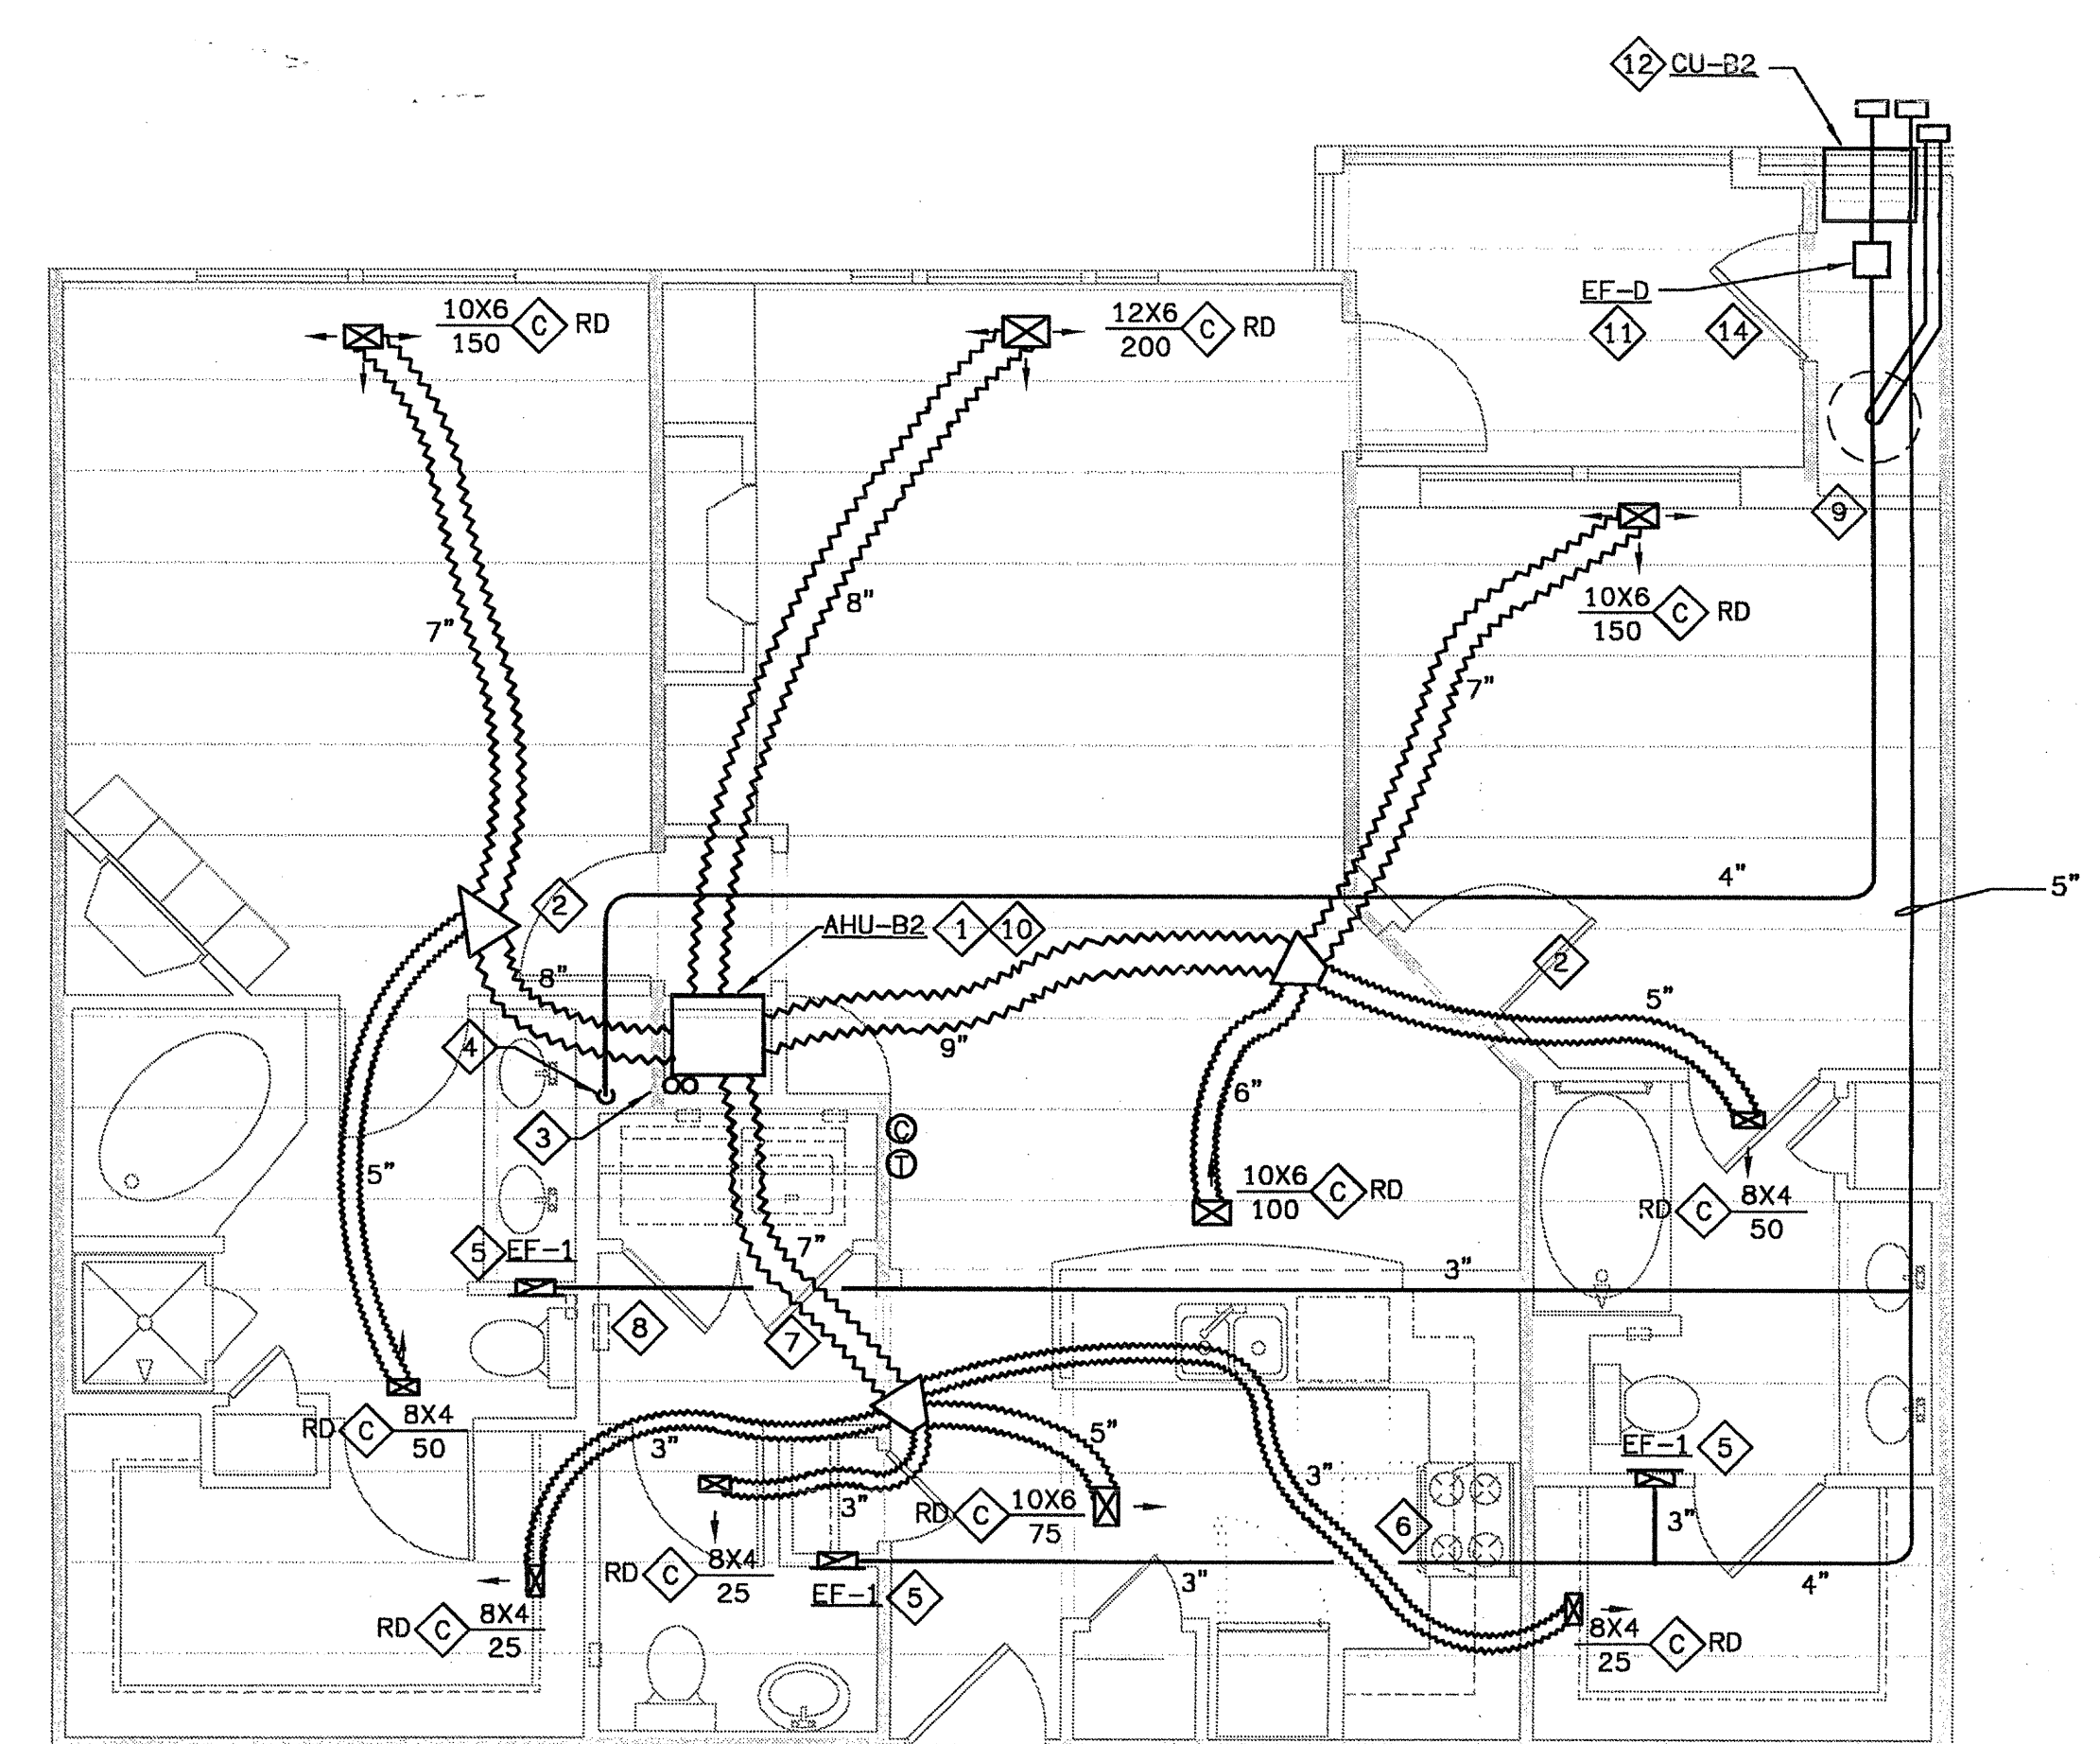 12 CU-B2
EF-D
11
14
10X6 C RD
150
12X6 C RD
200
9
10X6 C RD
150
8"
7"
7"
4"
5"
2
AHU-B2 1 10
2
8"
5"
9"
4
6"
3
C
T
5"
10X6 C RD
100
RD C 8X4
50
5 EF-1
7"
3"
8
7
RD C 8X4
50
3"
5"
EF-1 5
3"
3"
RD C 10X6
75
6
3"
RD C 8X4
25
EF-1 5
3"
4"
RD C 8X4
25
8X4 C RD
25